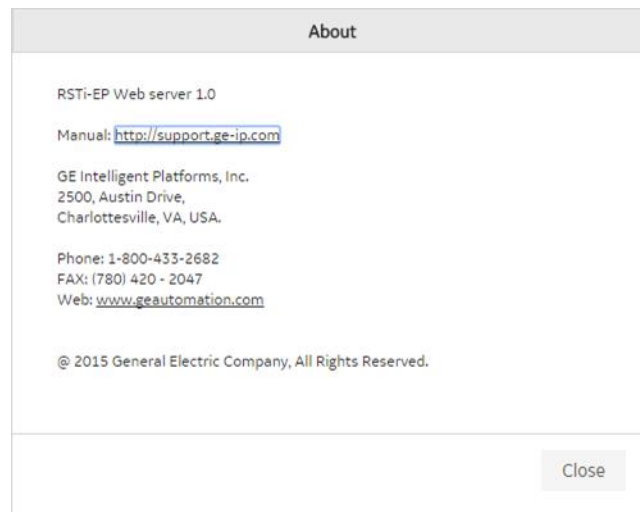 About
RSTi-EP Web server 1.0
Manual: http://support.ge-ip.com
GE Intelligent Platforms, Inc.
2500, Austin Drive,
Charlottesville, VA, USA.
Phone: 1-800-433-2682
FAX: (780) 420 - 2047
Web: www.geautomation.com
@ 2015 General Electric Company, All Rights Reserved.
Close